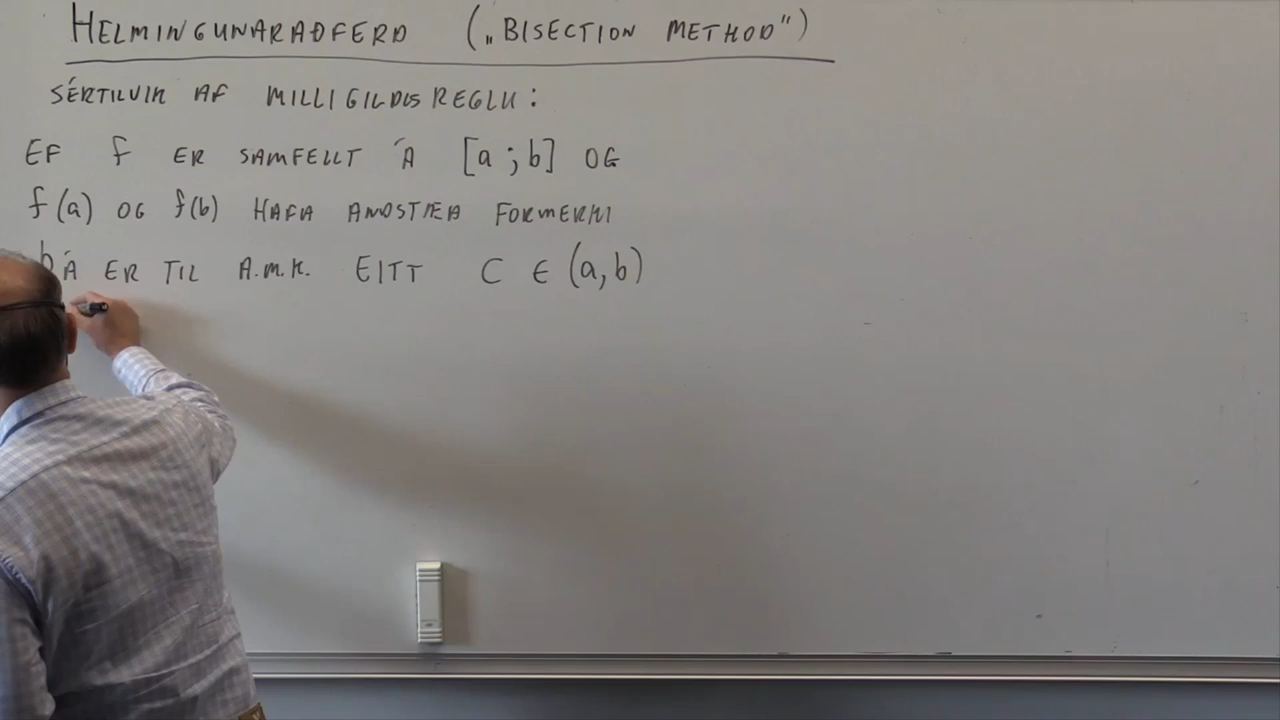 HELMINGUNARAÐFERÐ („BISECTION METHOD")
SÉRTILVIK AF MILLIGILDISREGLU:
EF f ER SAMFELLT Á [a;b] OG
f(a) OG f(b) HAFA ANDSTÆÐA FORMERKI
ÞÁ ER TIL A.M.K. EITT C ∈ (a,b)